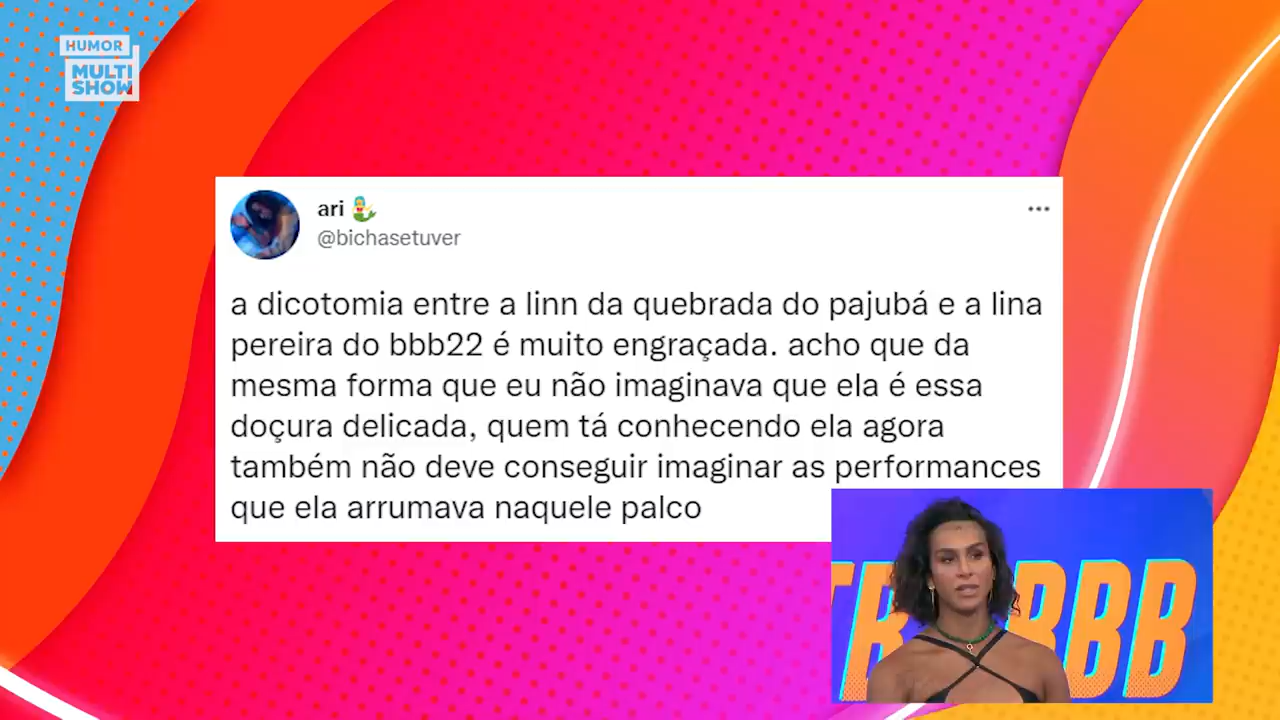 HUMOR
MULTI
SHOW
ari
@bichasetuver
a dicotomia entre a linn da quebrada do pajubá e a lina
pereira do bbb22 é muito engraçada. acho que da
mesma forma que eu não imaginava que ela é essa
doçura delicada, quem tá conhecendo ela agora
também não deve conseguir imaginar as performances
que ela arrumava naquele palco
BBB